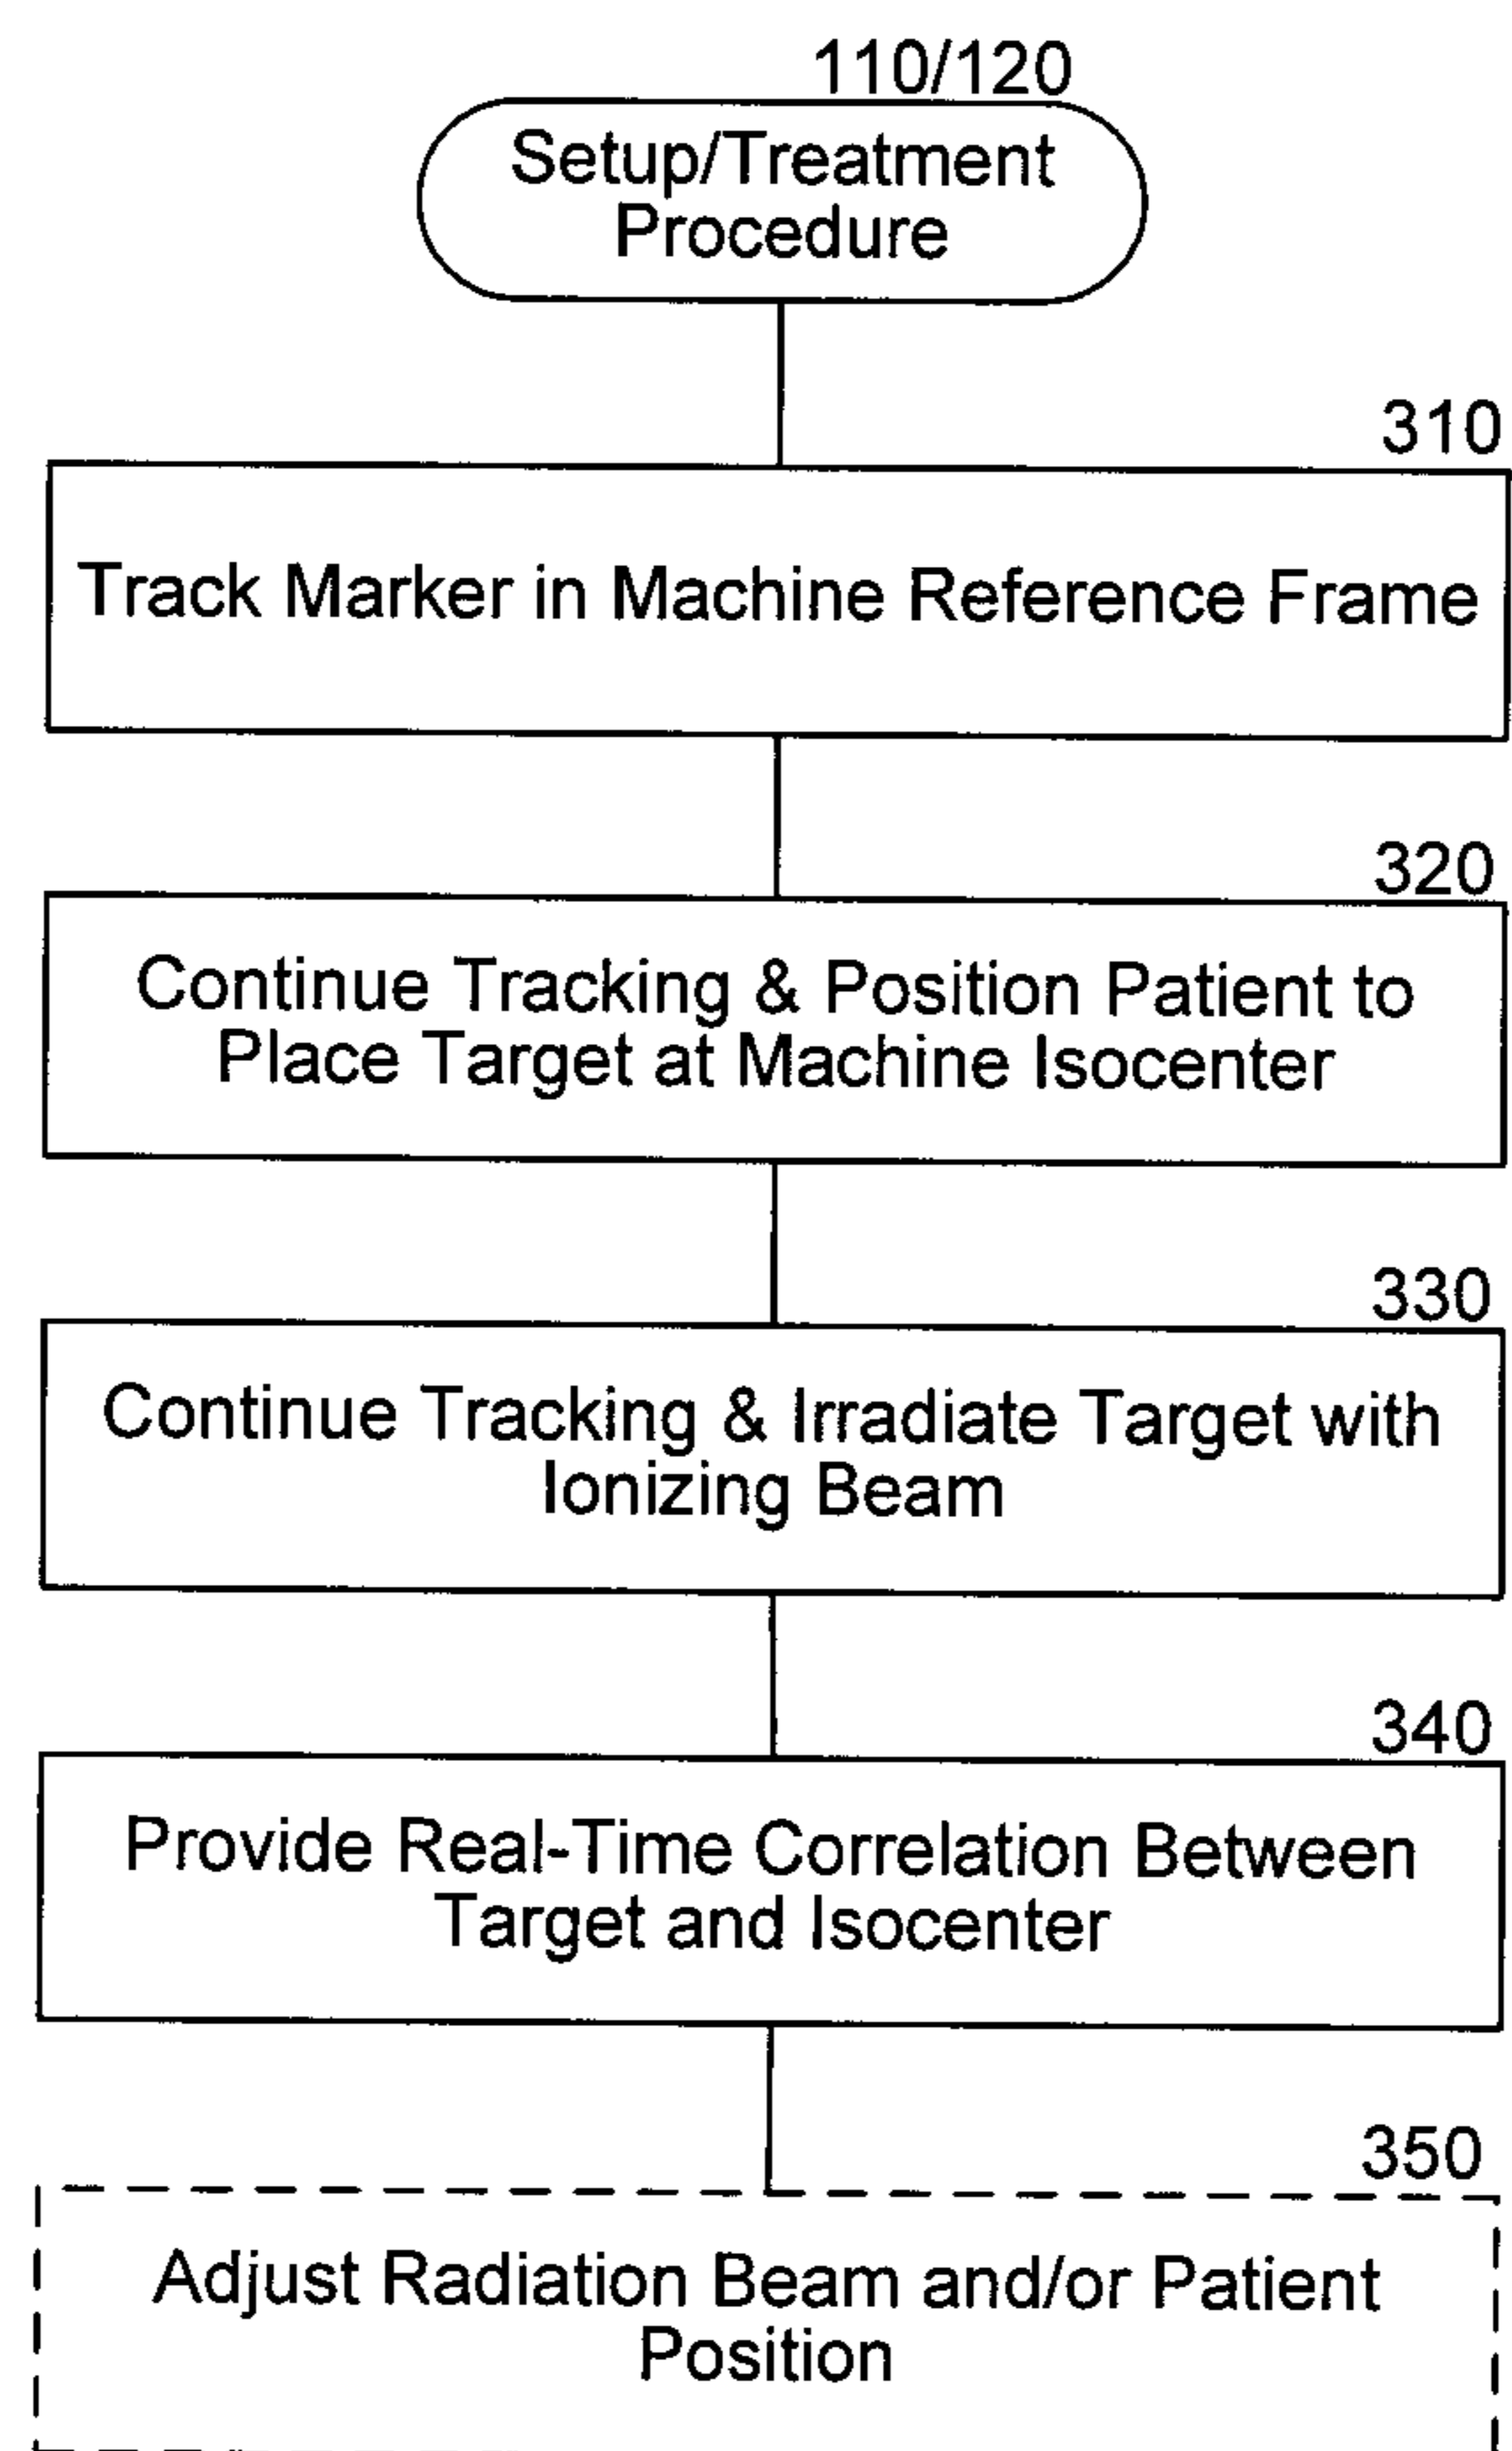 110/120
Setup/Treatment
Procedure
310
Track Marker in Machine Reference Frame
320
Continue Tracking & Position Patient to
Place Target at Machine Isocenter
330
Continue Tracking & Irradiate Target with
Ionizing Beam
340
Provide Real-Time Correlation Between
Target and Isocenter
350
Adjust Radiation Beam and/or Patient
Position